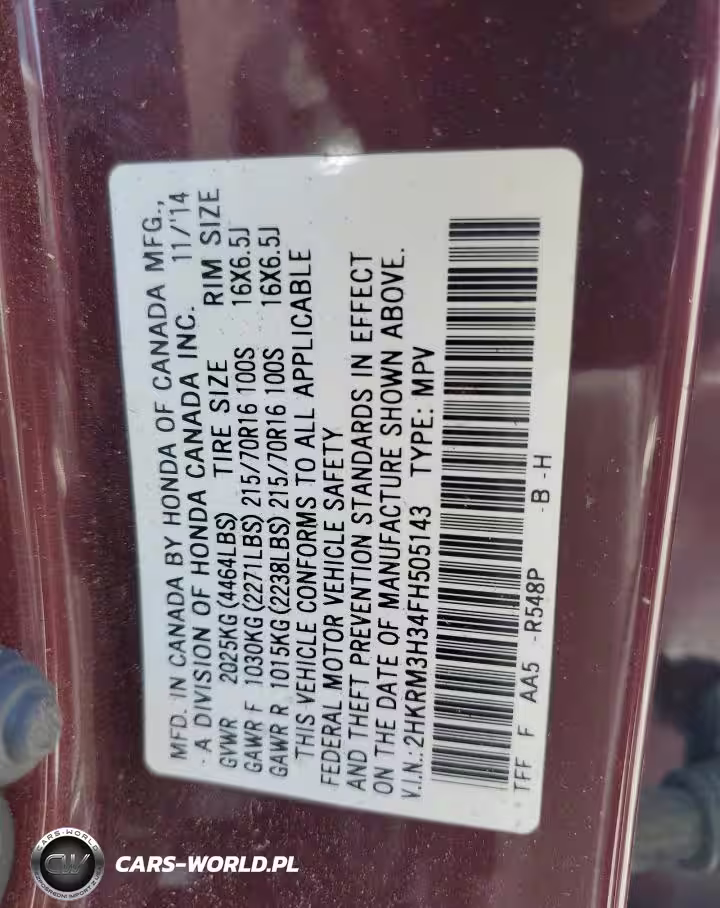 MFD. IN CANADA BY HONDA OF CANADA MFG.,
A DIVISION OF HONDA CANADA INC. 11/'14
GVWR 2025KG(4464LBS) TIRE SIZE RIM SIZE
GAWR F 1030KG(2271LBS) 215/70R16 100S 16X6.5J
GAWR R 1015KG(2238LBS) 215/70R16 100S 16X6.5J
THIS VEHICLE CONFORMS TO ALL APPLICABLE
FEDERAL MOTOR VEHICLE SAFETY
AND THEFT PREVENTION STANDARDS IN EFFECT
ON THE DATE OF MANUFACTURE SHOWN ABOVE.
V.I.N.:2HKRM3H34FH505143 TYPE: MPV
TFF F AA5 -R548P -B -H
CARS-WORLD
CW
CARS-WORLD.PL